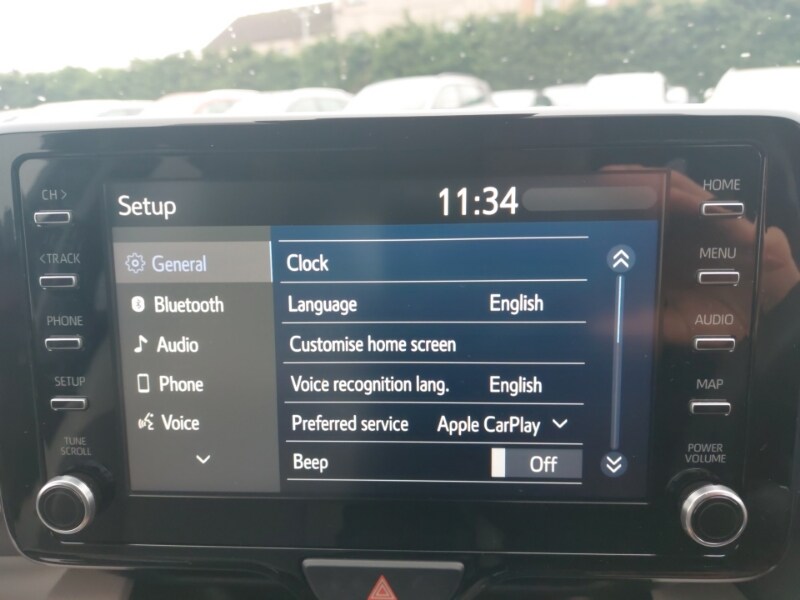 CH >
< TRACK
PHONE
SETUP
TUNE
SCROLL
Setup
11:34
General
Bluetooth
Audio
Phone
Voice
Clock
Language English
Customise home screen
Voice recognition lang. English
Preferred service Apple CarPlay
Beep Off
HOME
MENU
AUDIO
MAP
POWER
VOLUME